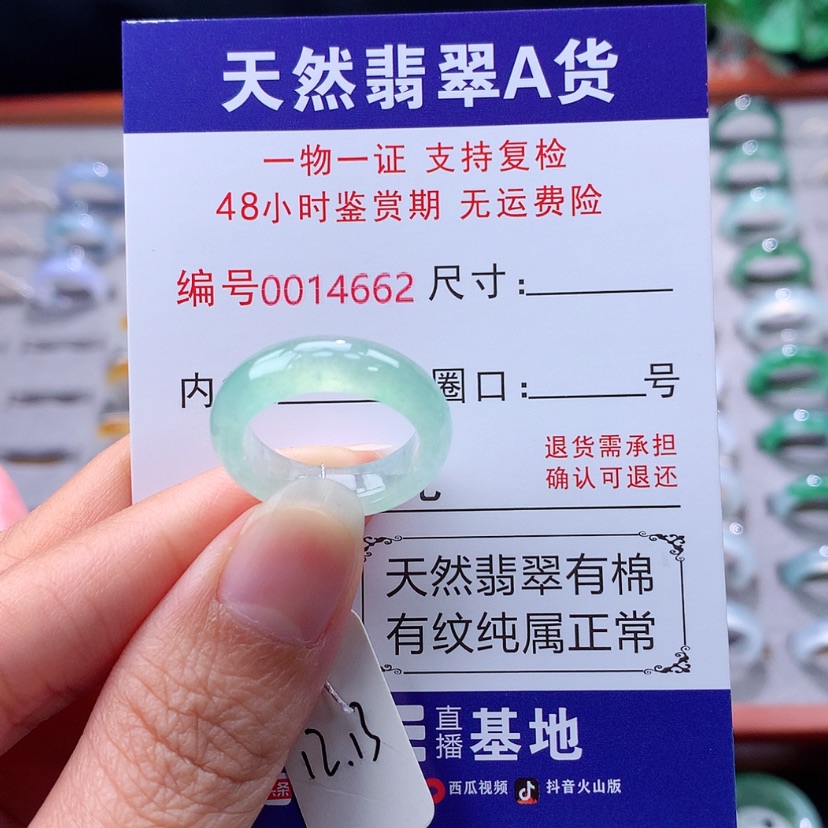 天然翡翠A货
一物一证 支持复检
48小时鉴赏期 无运费险
编号0014662 尺寸:
内 圈口: 号
退货需承担
确认可退还
天然翡翠有棉
有纹纯属正常
直播基地
12.13
西瓜视频 抖音火山版